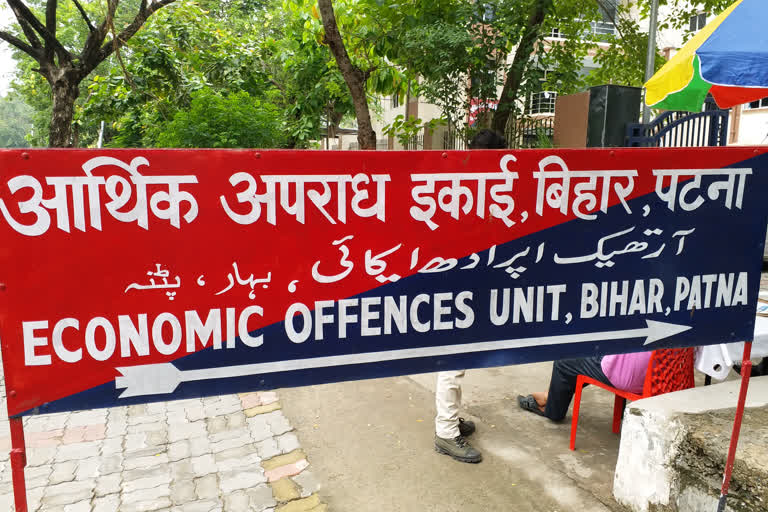 आर्थिक अपराध इकाई, बिहार, पटना
آرتھیک اپرادھ ایکائی، بہار، پٹنہ
ECONOMIC OFFENCES UNIT, BIHAR, PATNA